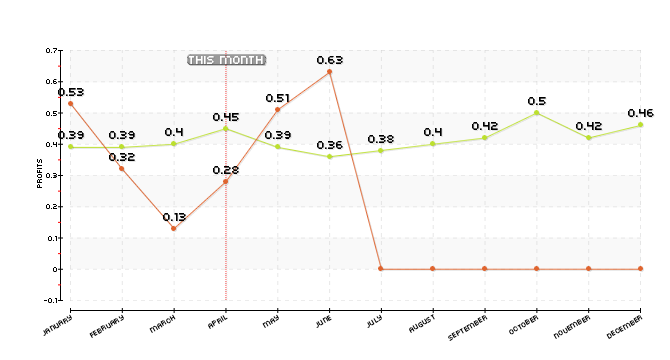 THIS MONTH
0.7
0.6
0.5
0.4
0.3
0.2
0.1
0
-0.1
PROFITS
0.53
0.32
0.13
0.28
0.51
0.63
0.39
0.39
0.4
0.45
0.39
0.36
0.38
0.4
0.42
0.5
0.42
0.46
JANUARY
FEBRUARY
MARCH
APRIL
MAY
JUNE
JULY
AUGUST
SEPTEMBER
OCTOBER
NOVEMBER
DECEMBER